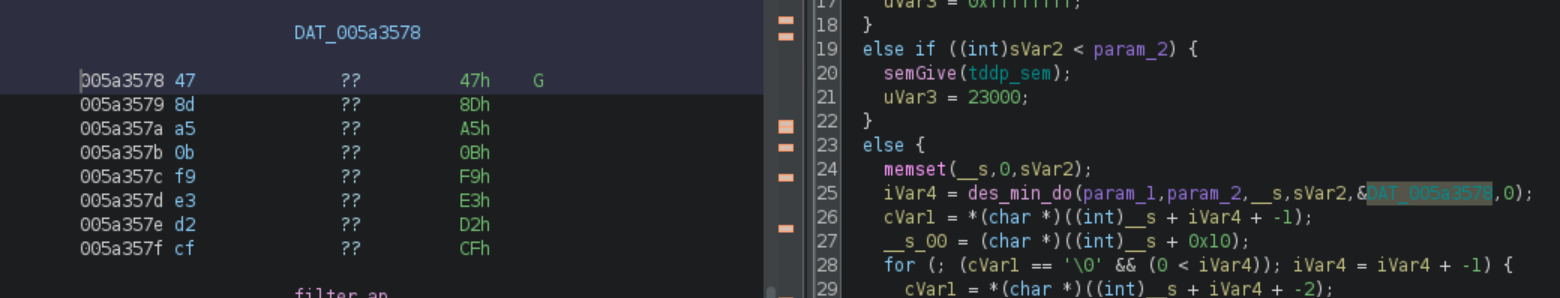 DAT_005a3578
005a3578 47 ?? 47h G
005a3579 8d ?? 8Dh
005a357a a5 ?? A5h
005a357b 0b ?? 0Bh
005a357c f9 ?? F9h
005a357d e3 ?? E3h
005a357e d2 ?? D2h
005a357f cf ?? CFh
filter_ap
17 uVar3 = 0xffffffff;
18 }
19 else if ((int)sVar2 < param_2) {
20 semGive(tddp_sem);
21 uVar3 = 23000;
22 }
23 else {
24 memset(__s,0,sVar2);
25 iVar4 = des_min_do(param_1,param_2,__s,sVar2,&DAT_005a3578,0);
26 cVar1 = *(char *)((int)__s + iVar4 + -1);
27 __s_00 = (char *)((int)__s + 0x10);
28 for (; (cVar1 == '\0' && (0 < iVar4)); iVar4 = iVar4 + -1) {
29 cVar1 = *(char *)((int)__s + iVar4 + -2);